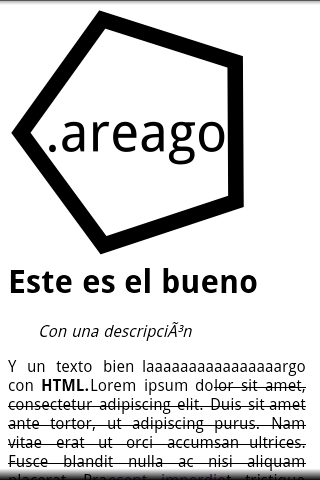 .areago
Este es el bueno
Con una descripciÃ³n
Y un texto bien laaaaaaaaaaaaaaaargo
con HTML.Lorem ipsum dolor sit amet,
consectetur adipiscing elit. Duis sit amet
ante tortor, ut adipiscing purus. Nam
vitae erat ut orci accumsan ultrices.
Fusce blandit nulla ac nisi aliquam
placerat. Praesent imperdiet tristique